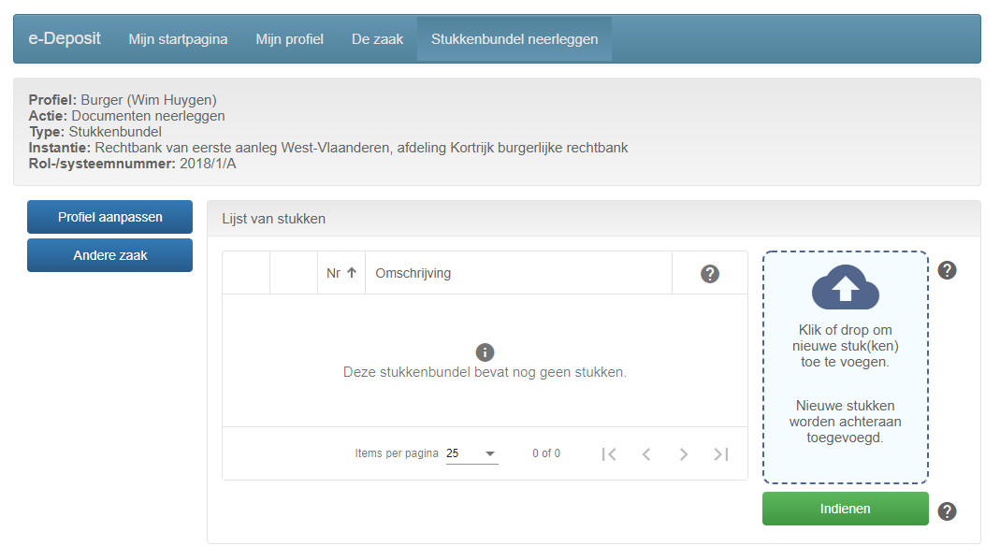 e-Deposit Mijn startpagina Mijn profiel De zaak Stukkenbundel neerleggen
Profiel: Burger (Wim Huygen)
Actie: Documenten neerleggen
Type: Stukkenbundel
Instantie: Rechtbank van eerste aanleg West-Vlaanderen, afdeling Kortrijk burgerlijke rechtbank
Rol-/systeemnummer: 2018/1/A
Profiel aanpassen
Andere zaak
Lijst van stukken
Nr Omschrijving
Deze stukkenbundel bevat nog geen stukken.
Items per pagina 25 0 of 0
Klik of drop om
nieuwe stuk(ken)
toe te voegen.
Nieuwe stukken
worden achteraan
toegevoegd.
Indienen